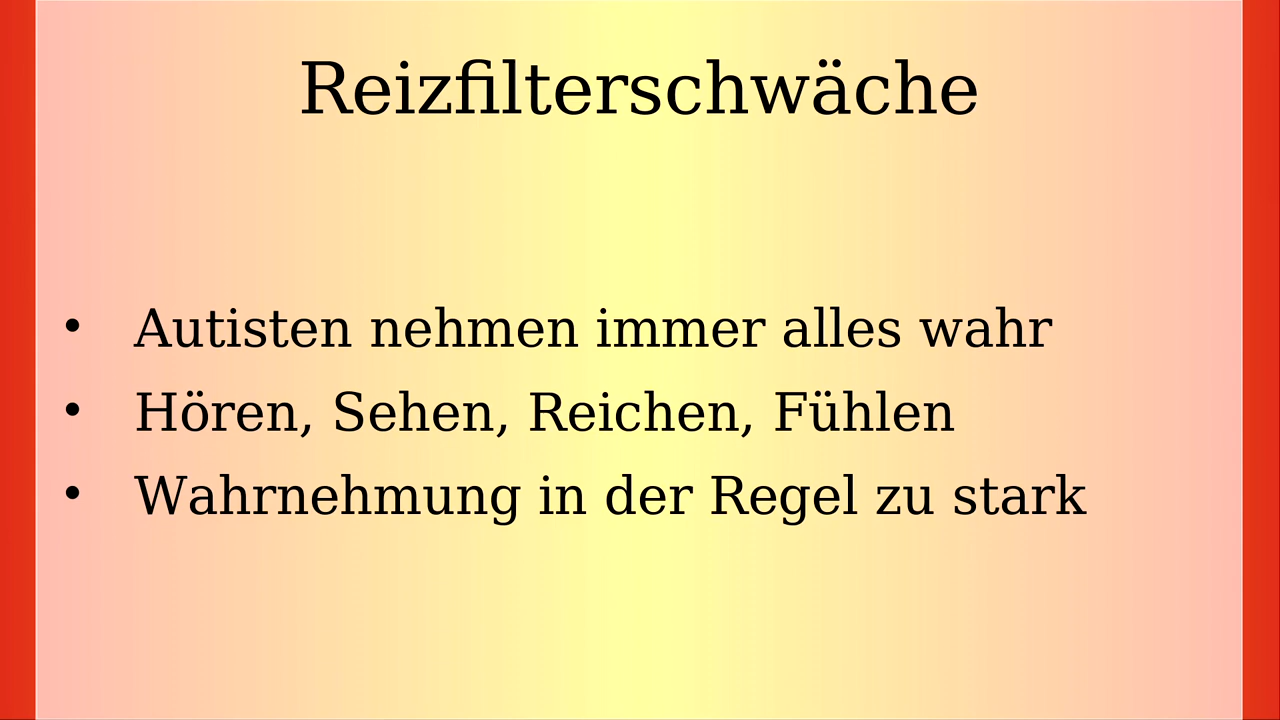 Reizfilterschwäche
• Autisten nehmen immer alles wahr
• Hören, Sehen, Reichen, Fühlen
• Wahrnehmung in der Regel zu stark